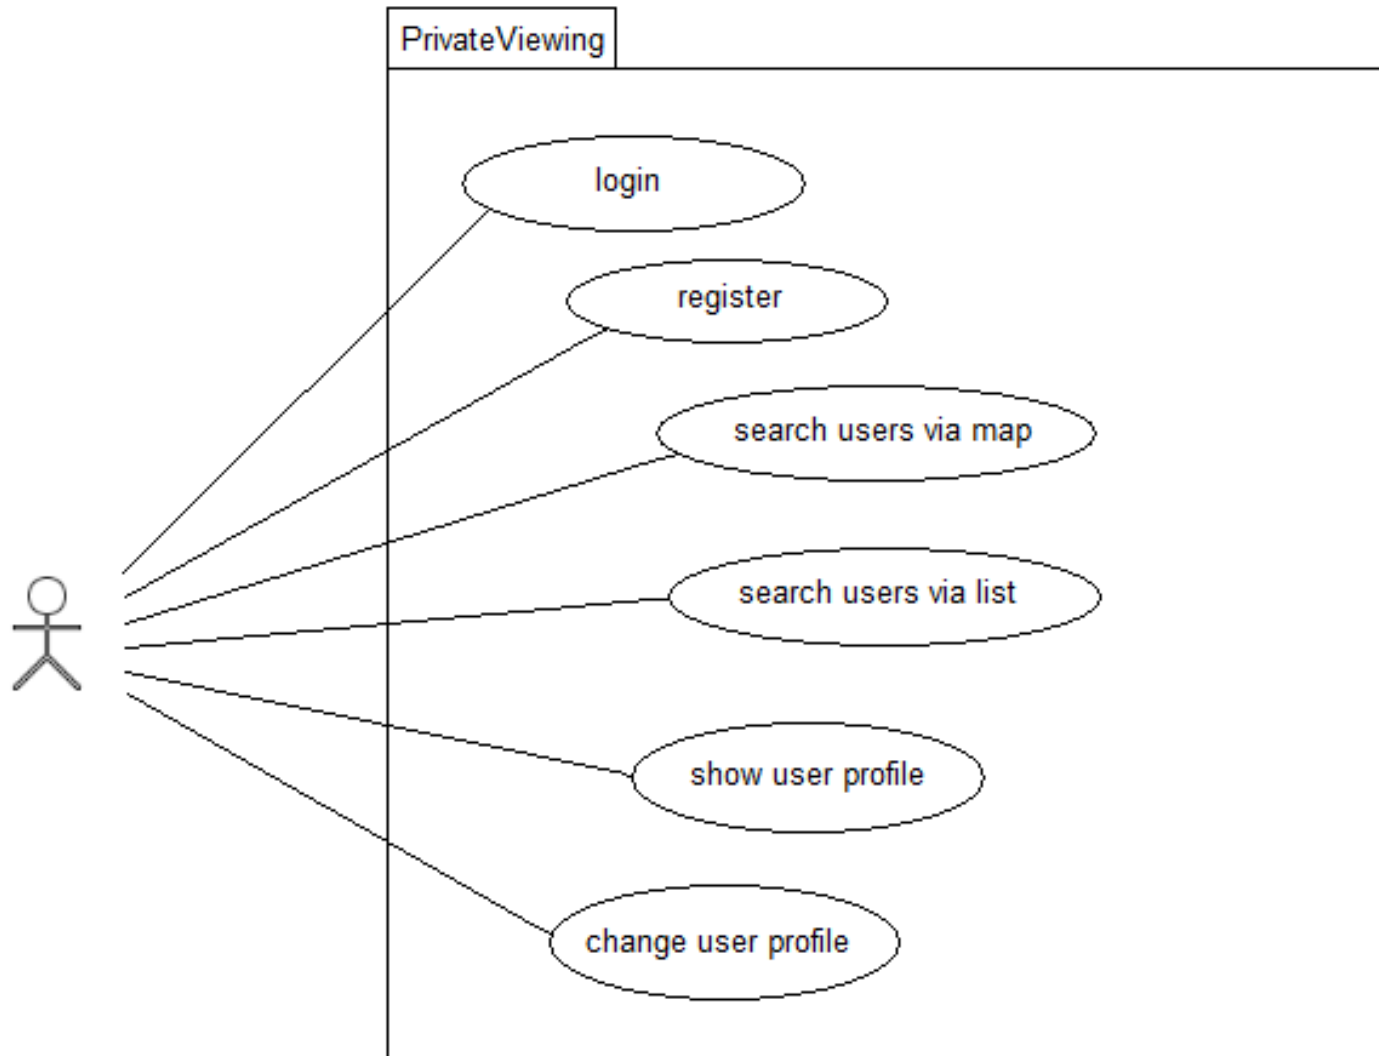 PrivateViewing
login
register
search users via map
search users via list
show user profile
change user profile